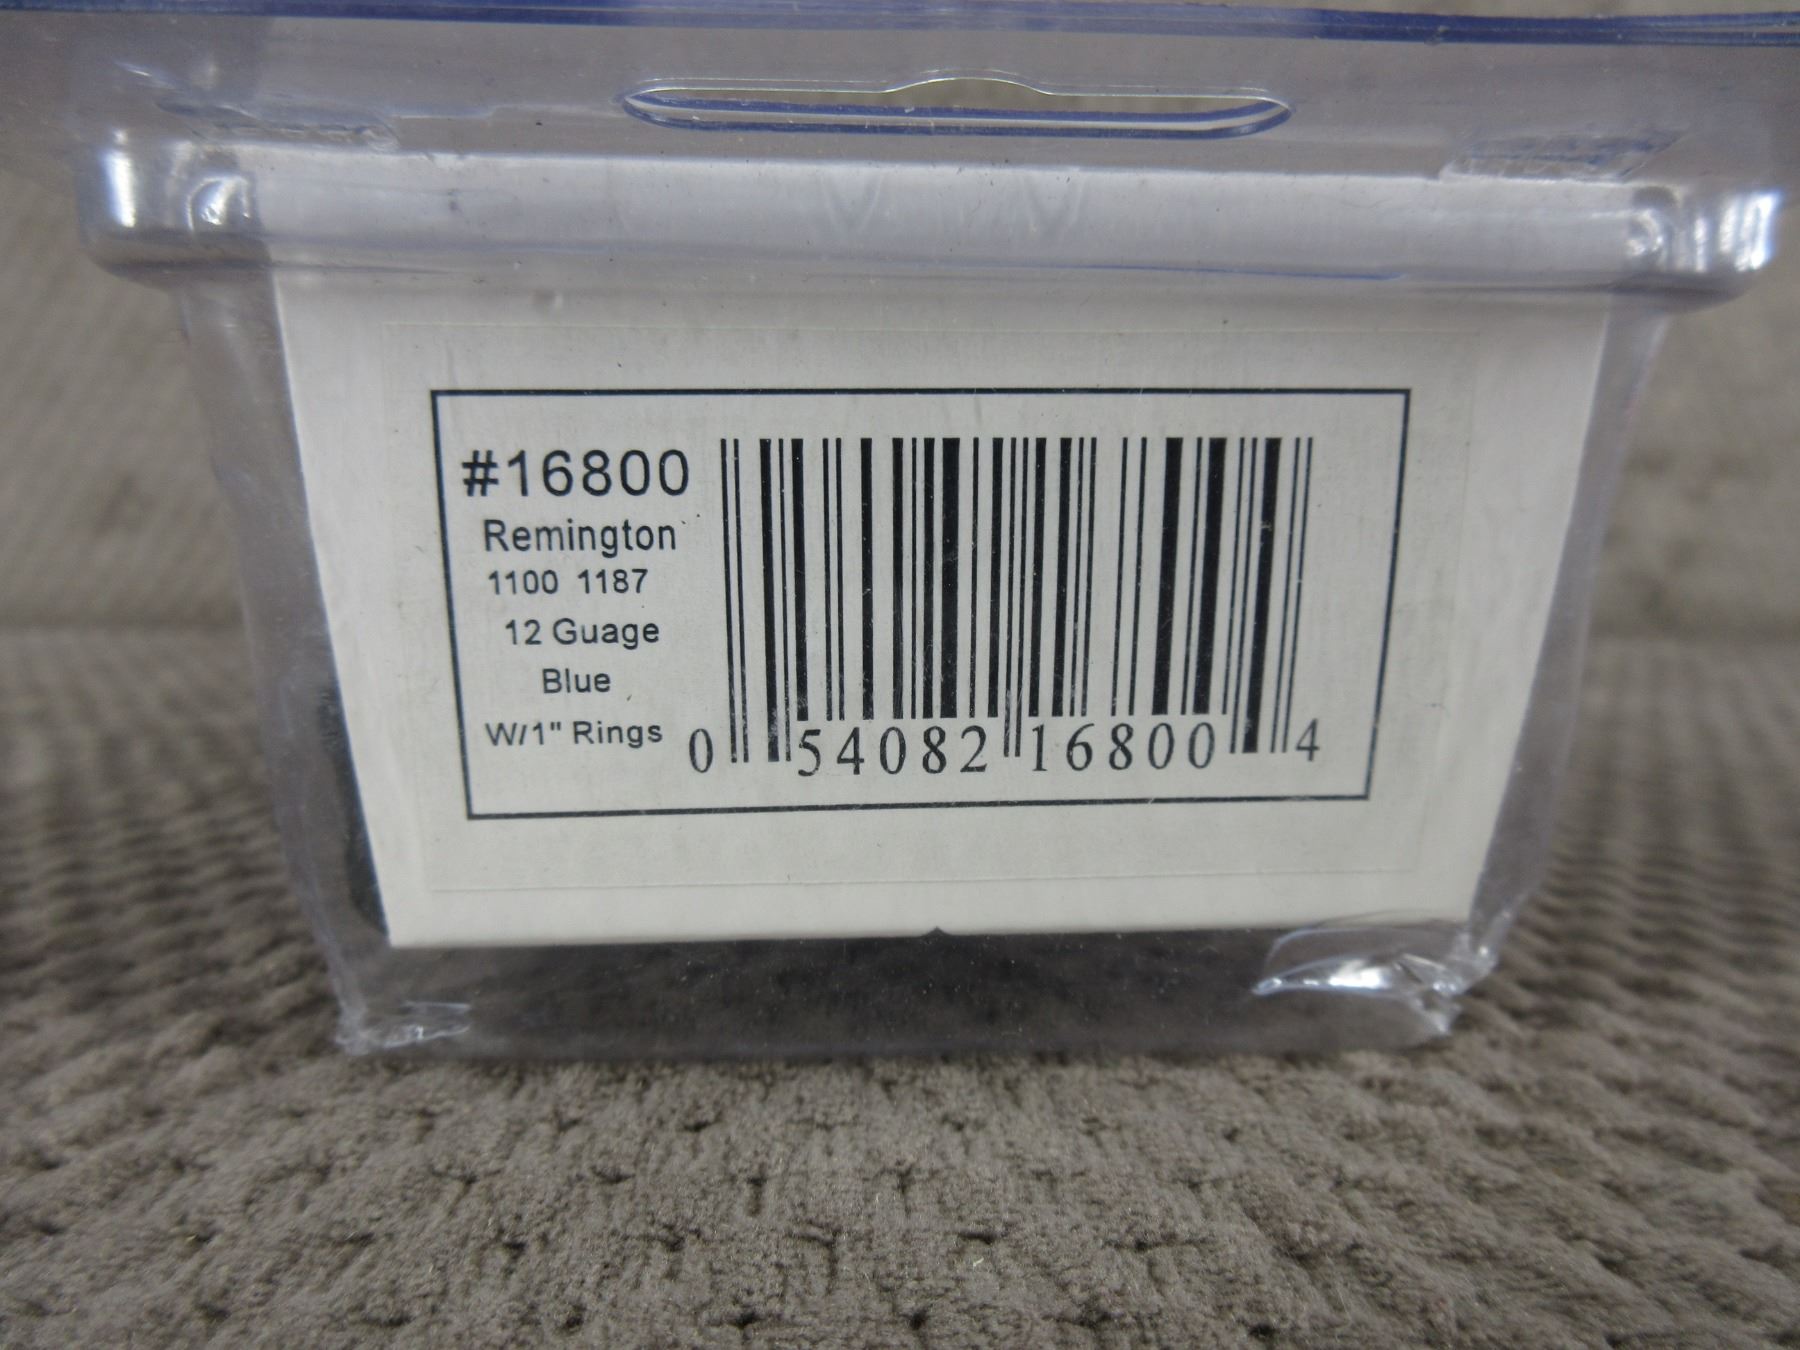 #16800
Remington
1100 1187
12 Guage
Blue
W/1" Rings
0 54082 16800 4